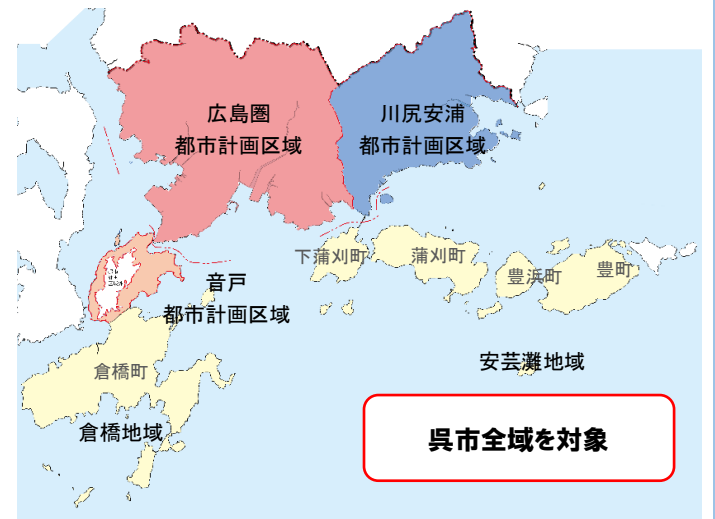 広島圏
都市計画区域
川尻安浦
都市計画区域
下蒲刈町
蒲刈町
豊浜町
豊町
音戸
都市計画区域
安芸灘地域
倉橋町
倉橋地域
呉市全域を対象